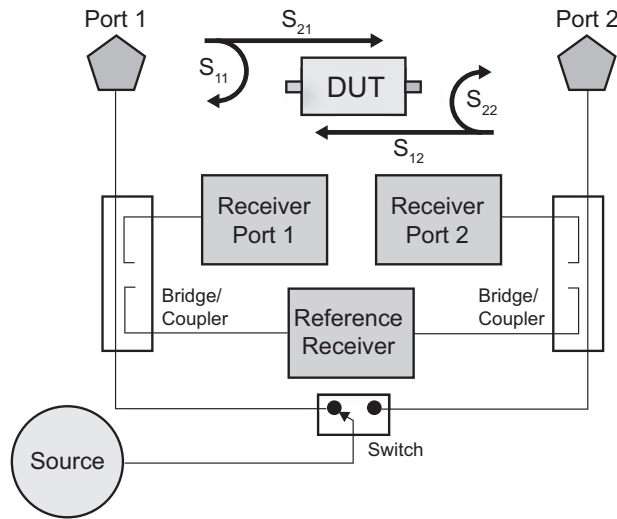 Port 1
Port 2
S21
S11
DUT
S22
S12
Receiver
Port 1
Receiver
Port 2
Bridge/
Coupler
Reference
Receiver
Bridge/
Coupler
Switch
Source